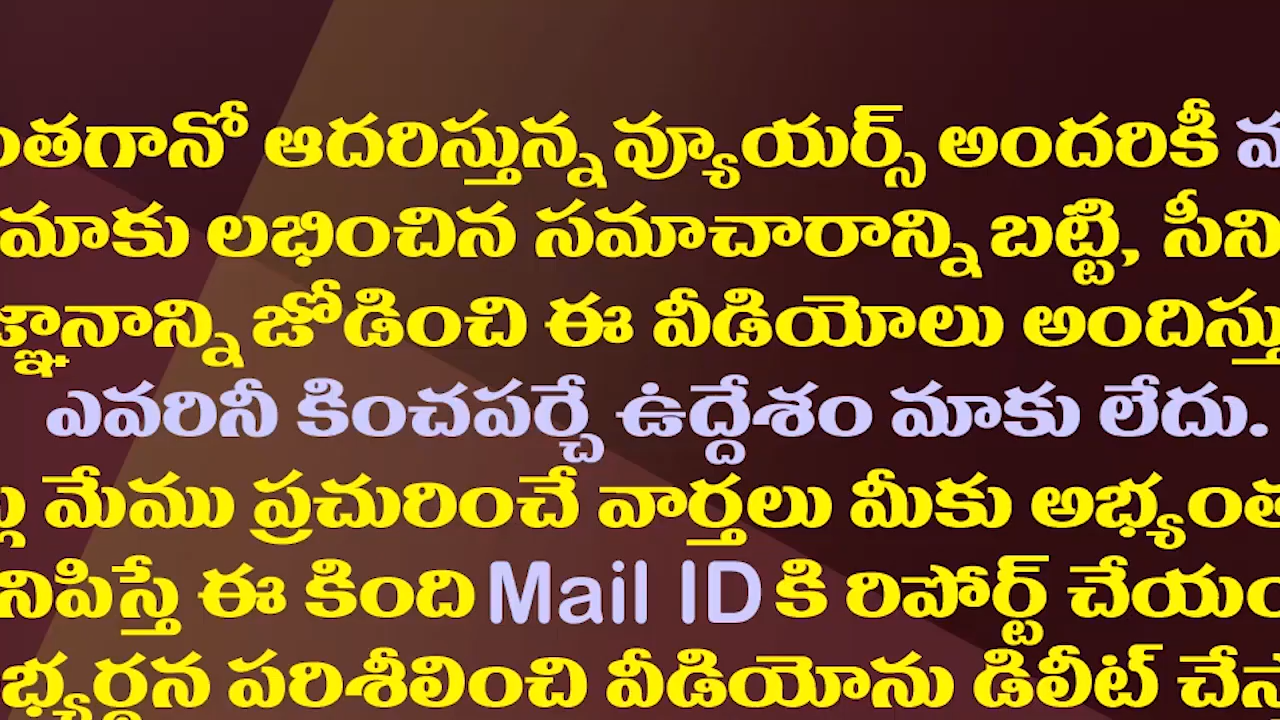 ంతగానో ఆదరిస్తున్న వ్యూయర్స్ అందరికీ
మాకు లభించిన సమాచారాన్ని బట్టి, సీని
జ్ఞానాన్ని జోడించి ఈ వీడియోలు అందిస్తు
ఎవరినీ కించపర్చే ఉద్దేశం మాకు లేదు.
మేము ప్రచురించే వార్తలు మీకు అభ్యంత
నిపిస్తే ఈ కింది Mail ID కి రిపోర్ట్ చేయం
భ్యర్థన పరిశీలించి వీడియోను డిలీట్ చేస